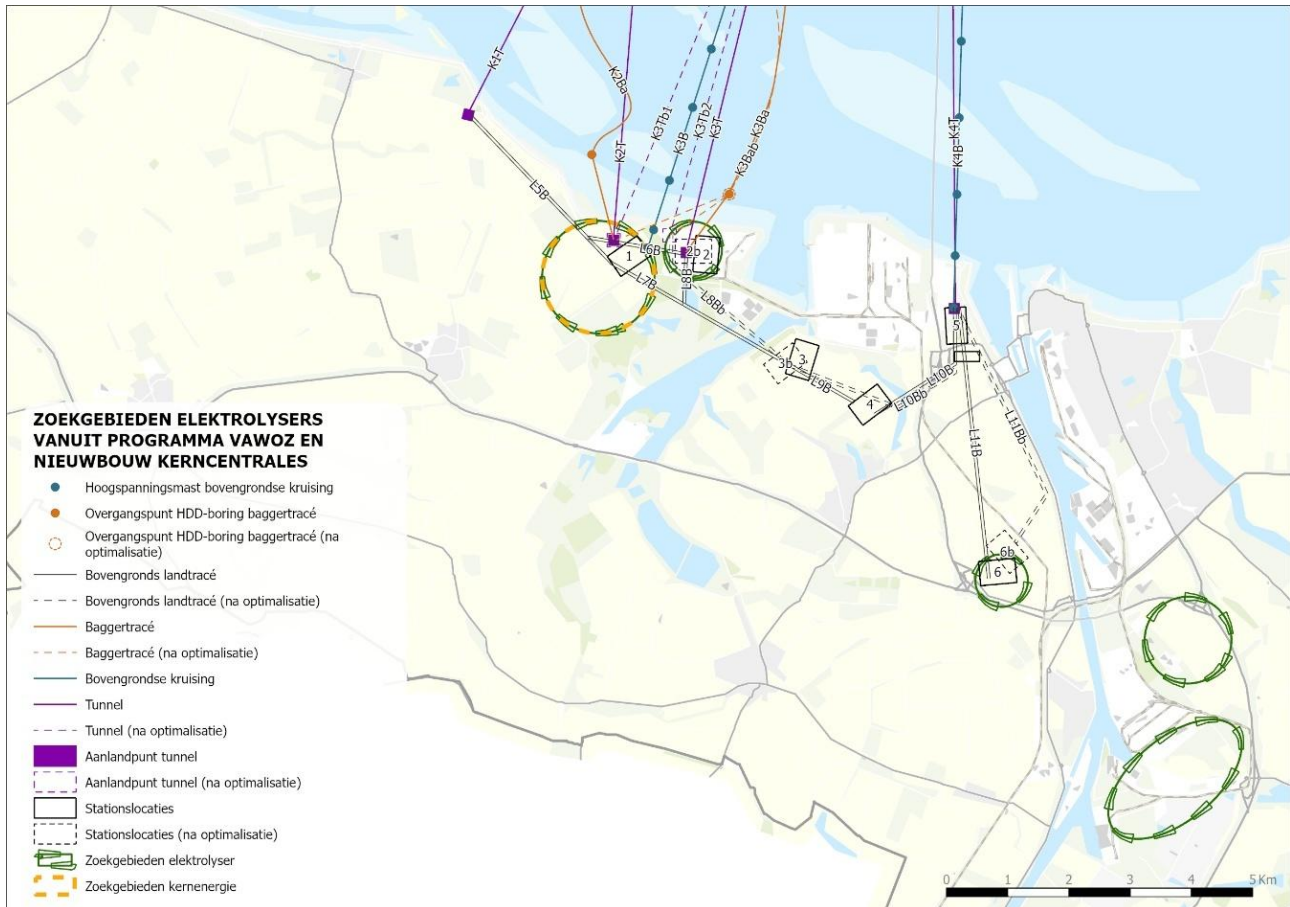 K1T
K2Ba
K2T
K3Tb1
K3B
K3Tb2
K3T
K3Bab
K3Ba
K4B
K4T
L5B
1
L6B
2b
2
L7B
L8B
L8Bb
3b
3
L9B
4
L10Bb
L10B
5
L11B
L11Bb
6b
6
ZOEKGEBIEDEN ELEKTROLYSERS
VANUIT PROGRAMMA VAWOZ EN
NIEUWBOUW KERNCENTRALES
Hoogspanningsmast bovengrondse kruising
Overgangspunt HDD-boring baggertracé
Overgangspunt HDD-boring baggertracé (na
optimalisatie)
Bovengronds landtracé
Bovengronds landtracé (na optimalisatie)
Baggertracé
Baggertracé (na optimalisatie)
Bovengrondse kruising
Tunnel
Tunnel (na optimalisatie)
Aanlandpunt tunnel
Aanlandpunt tunnel (na optimalisatie)
Stationslocaties
Stationslocaties (na optimalisatie)
Zoekgebieden elektrolyser
Zoekgebieden kernenergie
0 1 2 3 4 5 Km